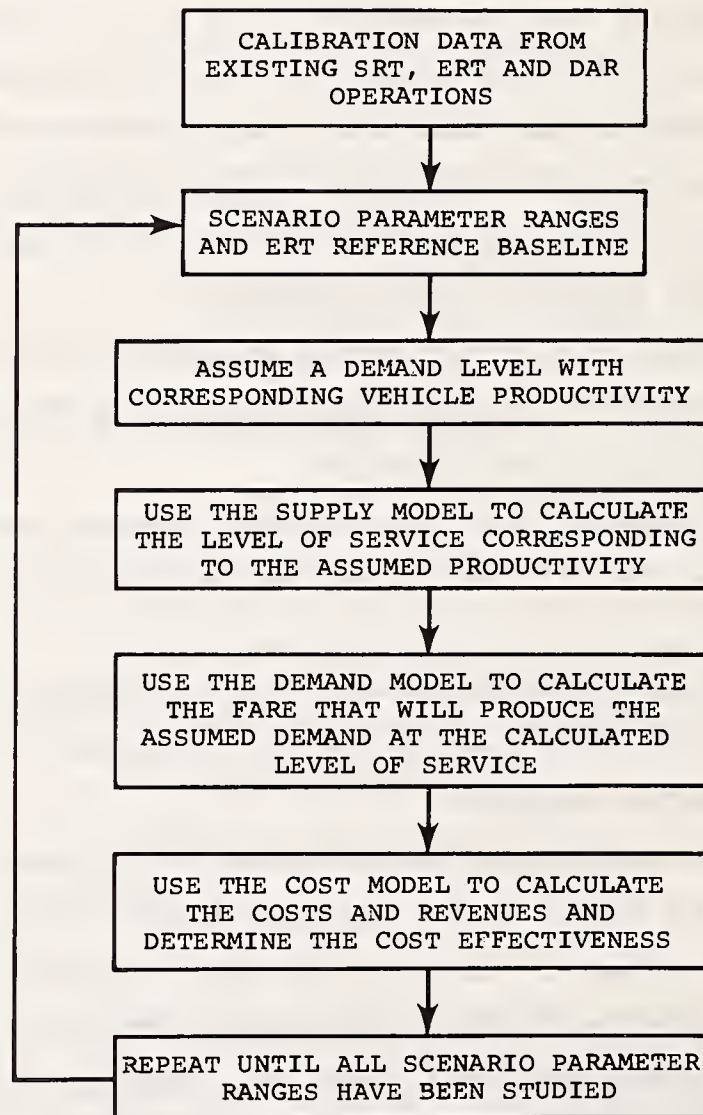 CALIBRATION DATA FROM
EXISTING SRT, ERT AND DAR
OPERATIONS
SCENARIO PARAMETER RANGES
AND ERT REFERENCE BASELINE
ASSUME A DEMAND LEVEL WITH
CORRESPONDING VEHICLE PRODUCTIVITY
USE THE SUPPLY MODEL TO CALCULATE
THE LEVEL OF SERVICE CORRESPONDING
TO THE ASSUMED PRODUCTIVITY
USE THE DEMAND MODEL TO CALCULATE
THE FARE THAT WILL PRODUCE THE
ASSUMED DEMAND AT THE CALCULATED
LEVEL OF SERVICE
USE THE COST MODEL TO CALCULATE
THE COSTS AND REVENUES AND
DETERMINE THE COST EFFECTIVENESS
REPEAT UNTIL ALL SCENARIO PARAMETER
RANGES HAVE BEEN STUDIED